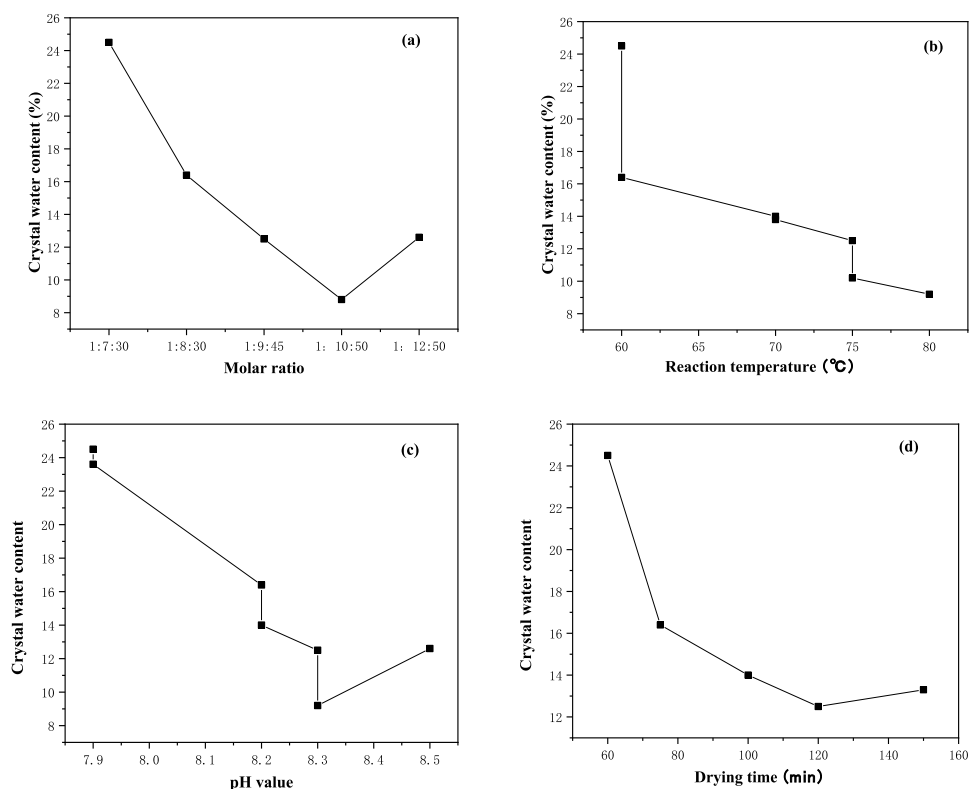 (a)
Crystal water content (%)
26
24
22
20
18
16
14
12
10
8
1:7:30 1:8:30 1:9:45 1: 10:50 1: 12:50
Molar ratio
(b)
Crystal water content (%)
26
24
22
20
18
16
14
12
10
8
60 65 70 75 80
Reaction temperature (℃)
(c)
Crystal water content
26
24
22
20
18
16
14
12
10
8
7.9 8.0 8.1 8.2 8.3 8.4 8.5
pH value
(d)
Crystal water content
26
24
22
20
18
16
14
12
60 80 100 120 140 160
Drying time (min)